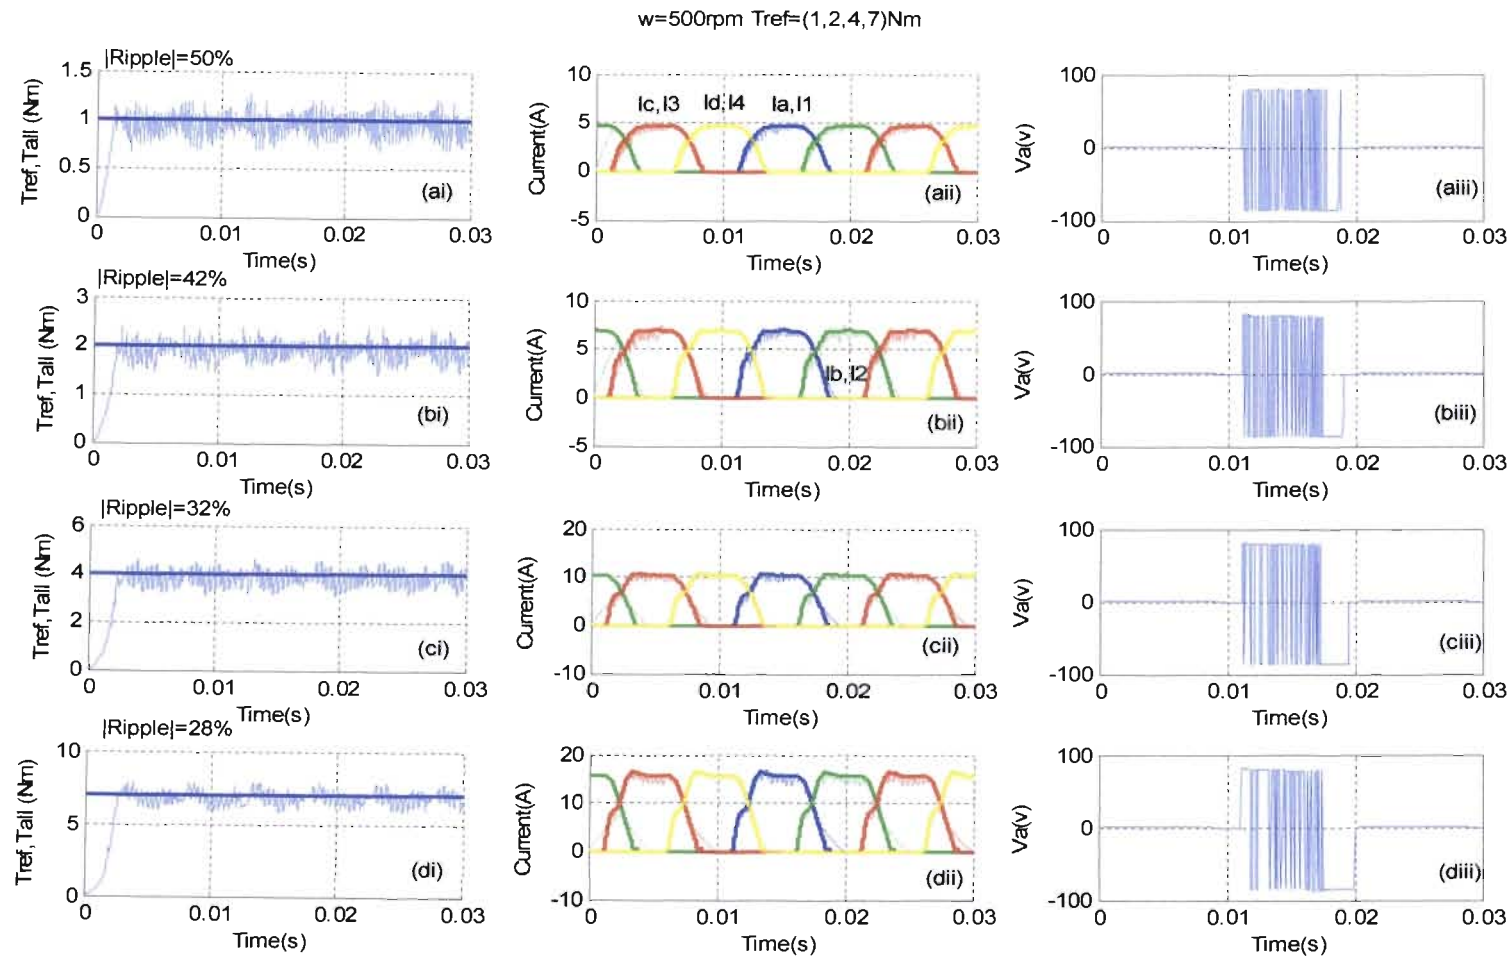 w=500rpm Tref=(1,2,4,7)Nm
|Ripple|=50%
Tref,Tall (Nm)
1.5
1
0.5
0
0
0.01
0.02
0.03
Time(s)
(ai)
Current(A)
10
5
0
-5
Ic,I3
Id,I4
Ia,I1
(aii)
0
0.01
0.02
0.03
Time(s)
Va(v)
100
0
-100
(aiii)
0
0.01
0.02
0.03
Time(s)
|Ripple|=42%
Tref,Tall (Nm)
3
2
1
0
(bi)
0
0.01
0.02
0.03
Time(s)
Current(A)
10
5
0
-5
Ib,I2
(bii)
0
0.01
0.02
0.03
Time(s)
Va(v)
100
0
-100
(biii)
0
0.01
0.02
0.03
Time(s)
|Ripple|=32%
Tref,Tall (Nm)
6
4
2
0
(ci)
0
0.01
0.02
0.03
Time(s)
Current(A)
20
10
0
-10
(cii)
0
0.01
0.02
0.03
Time(s)
Va(v)
100
0
-100
(ciii)
0
0.01
0.02
0.03
Time(s)
|Ripple|=28%
Tref,Tall (Nm)
10
5
0
(di)
0
0.01
0.02
0.03
Time(s)
Current(A)
20
10
0
-10
(dii)
0
0.01
0.02
0.03
Time(s)
Va(v)
100
0
-100
(diii)
0
0.01
0.02
0.03
Time(s)